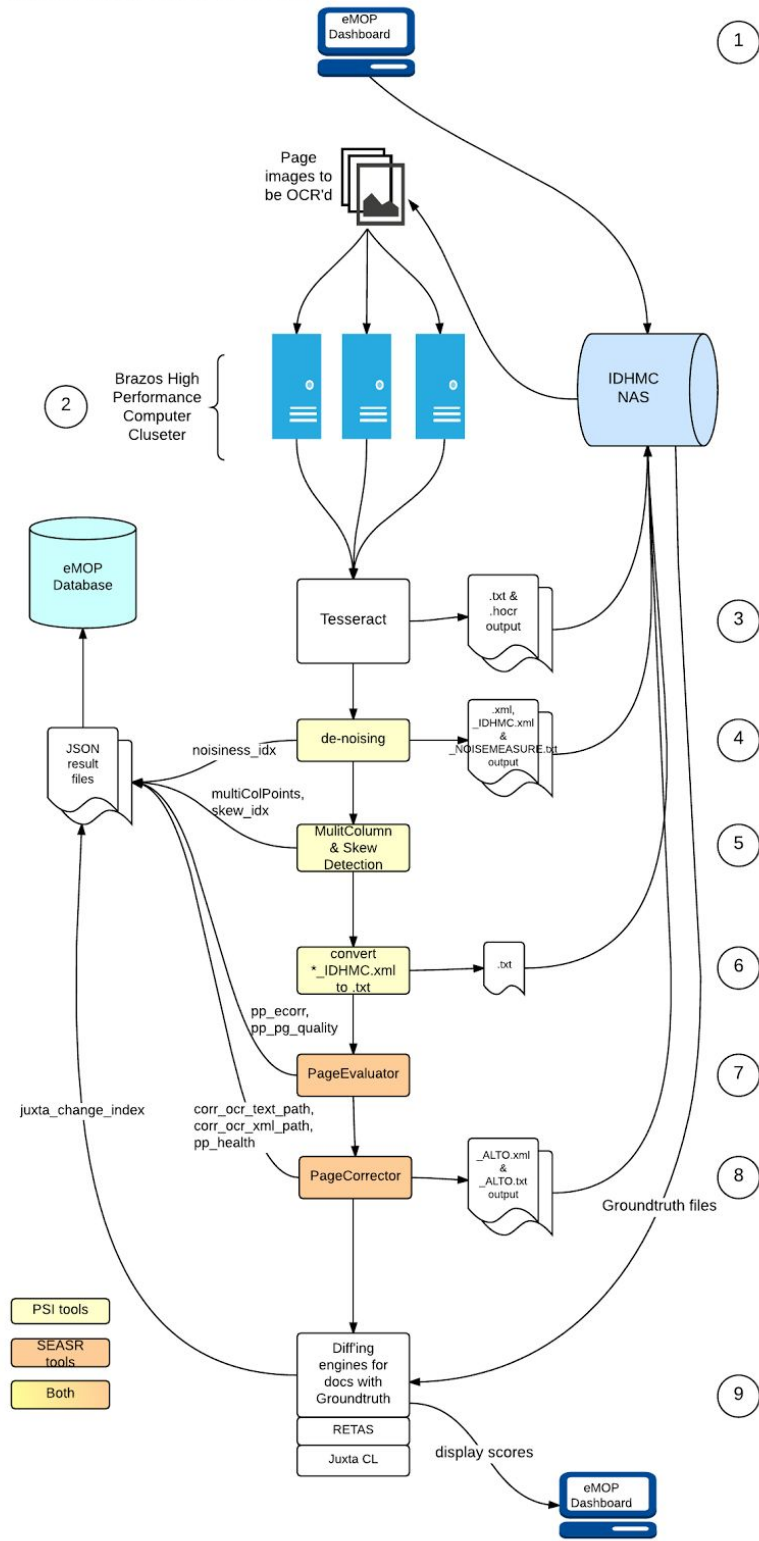 eMOP
Dashboard
1
Page
images to
be OCR'd
IDHMC
NAS
2
Brazos High
Performance
Computer
Cluseter
eMOP
Database
Tesseract
.txt &
.hocr
output
3
de-noising
.xml,
_IDHMC.xml
&
_NOISEMEASURE.txt
output
4
noisiness_idx
JSON
result
files
multiColPoints,
skew_idx
MulitColumn
& Skew
Detection
5
convert
*_IDHMC.xml
to .txt
.txt
6
pp_ecorr,
pp_pg_quality
PageEvaluator
7
juxta_change_index
corr_ocr_text_path,
corr_ocr_xml_path,
pp_health
PageCorrector
_ALTO.xml
&
_ALTO.txt
output
8
Groundtruth files
PSI tools
SEASR
tools
Both
Diff'ing
engines for
docs with
Groundtruth
9
RETAS
Juxta CL
display scores
eMOP
Dashboard